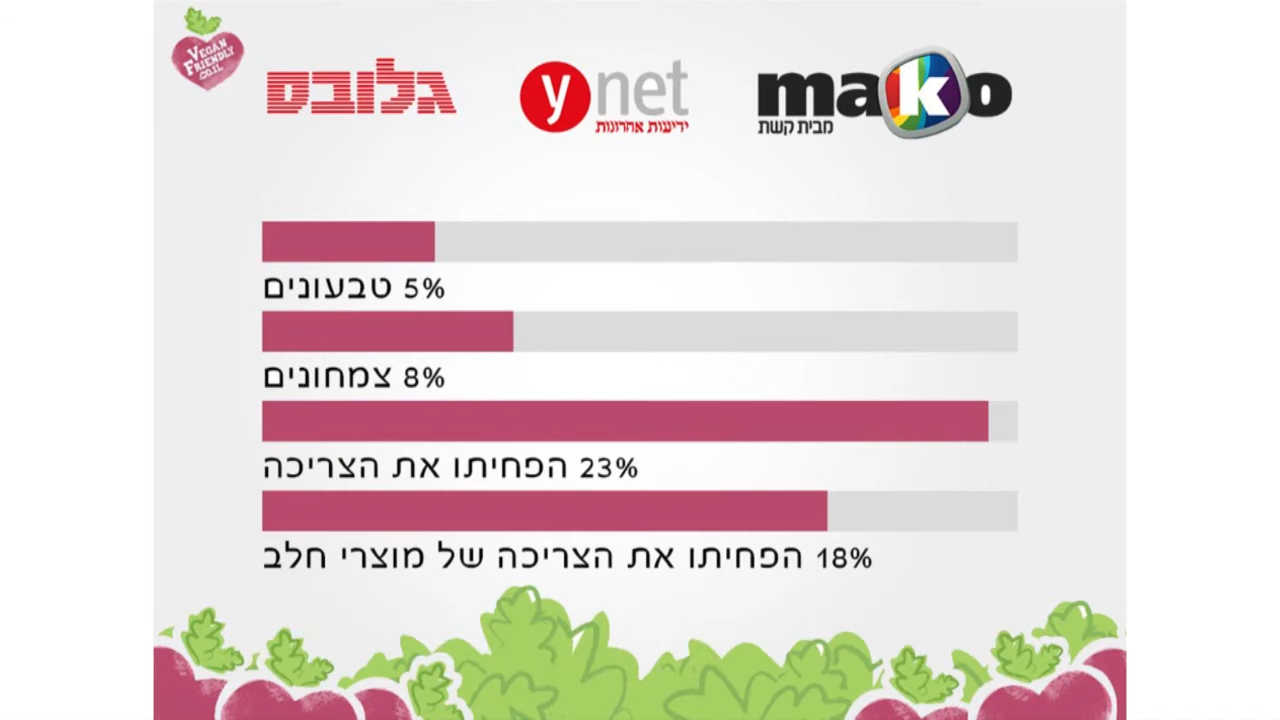 VEGAN
FRIENDLY
.CO.IL
גלובס
ynet
ידיעות אחרונות
mako
מבית קשת
5% טבעונים
8% צמחונים
23% הפחיתו את הצריכה
18% הפחיתו את הצריכה של מוצרי חלב